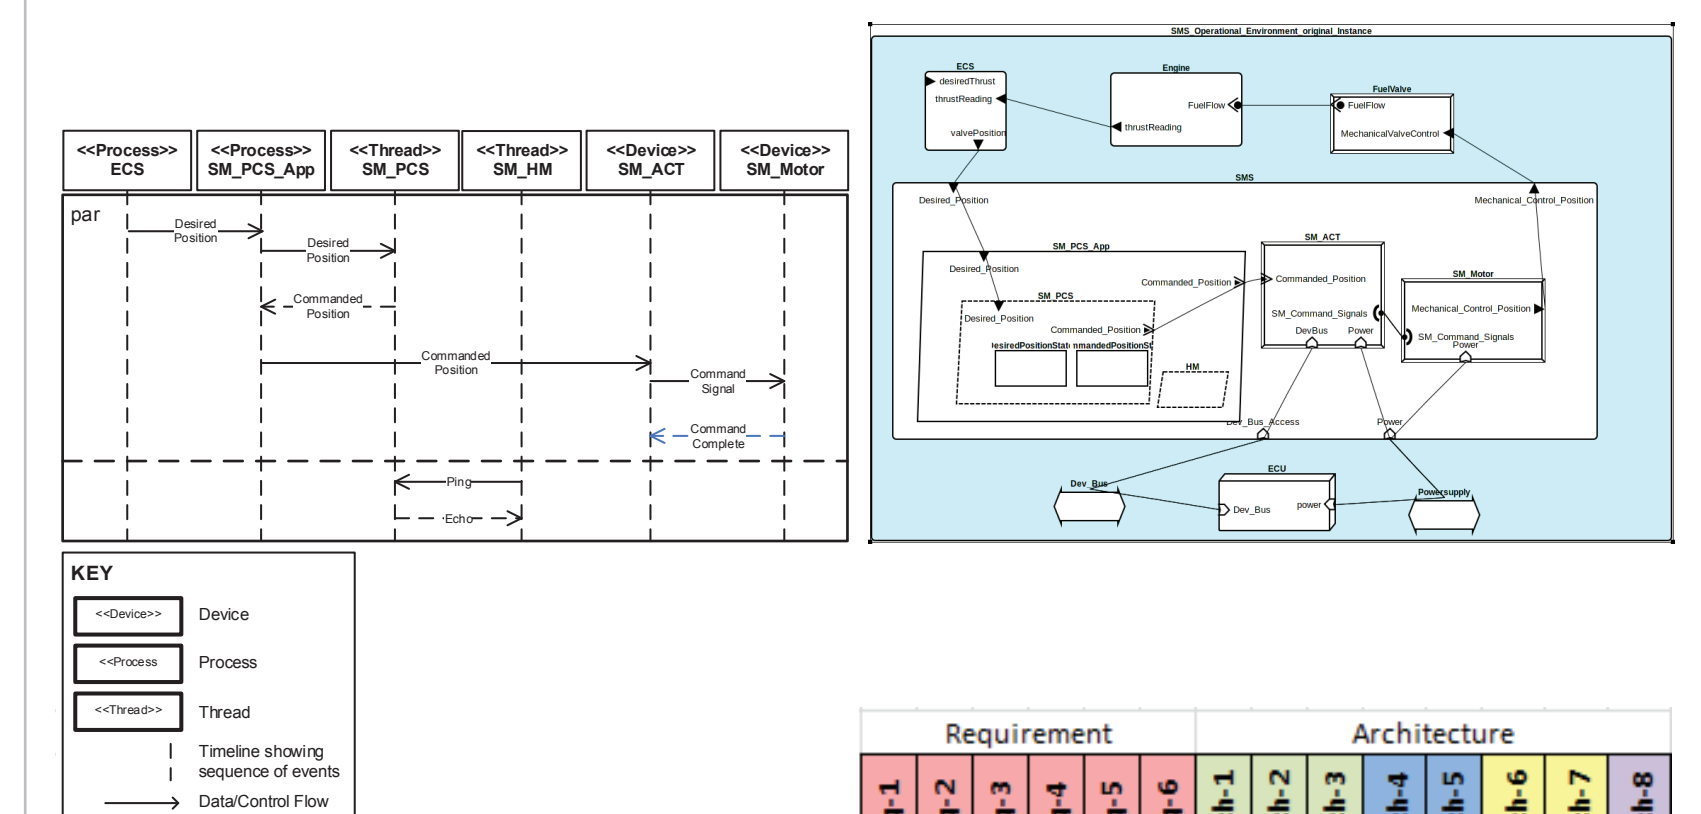 <<Process>>
ECS
<<Process>>
SM_PCS_App
<<Thread>>
SM_PCS
<<Thread>>
SM_HM
<<Device>>
SM_ACT
<<Device>>
SM_Motor
par
Desired
Position
Desired
Position
Commanded
Position
Commanded
Position
Command
Signal
Command
Complete
Ping
Echo
KEY
<<Device>>
Device
<<Process
Process
<<Thread>>
Thread
Timeline showing
sequence of events
Data/Control Flow
SMS_Operational_Environment_original_Instance
ECS
desiredThrust
thrustReading
valvePosition
Engine
FuelFlow
thrustReading
FuelValve
FuelFlow
MechanicalValveControl
SMS
Desired_Position
Mechanical_Control_Position
SM_PCS_App
Desired_Position
Commanded_Position
SM_PCS
Desired_Position
Commanded_Position
HM
SM_ACT
Commanded_Position
SM_Command_Signals
DevBus
Power
SM_Motor
Mechanical_Control_Position
SM_Command_Signals
Power
Dev_Bus_Access
Power
Dev_Bus
ECU
Dev_Bus
power
Powersupply
Requirement
Architecture